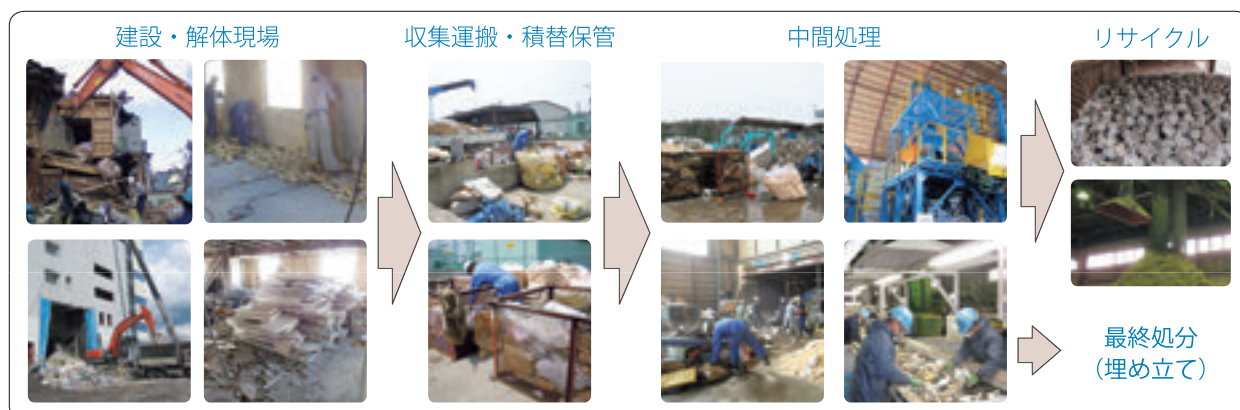 建設・解体現場
収集運搬・積替保管
中間処理
リサイクル
最終処分
（埋め立て）